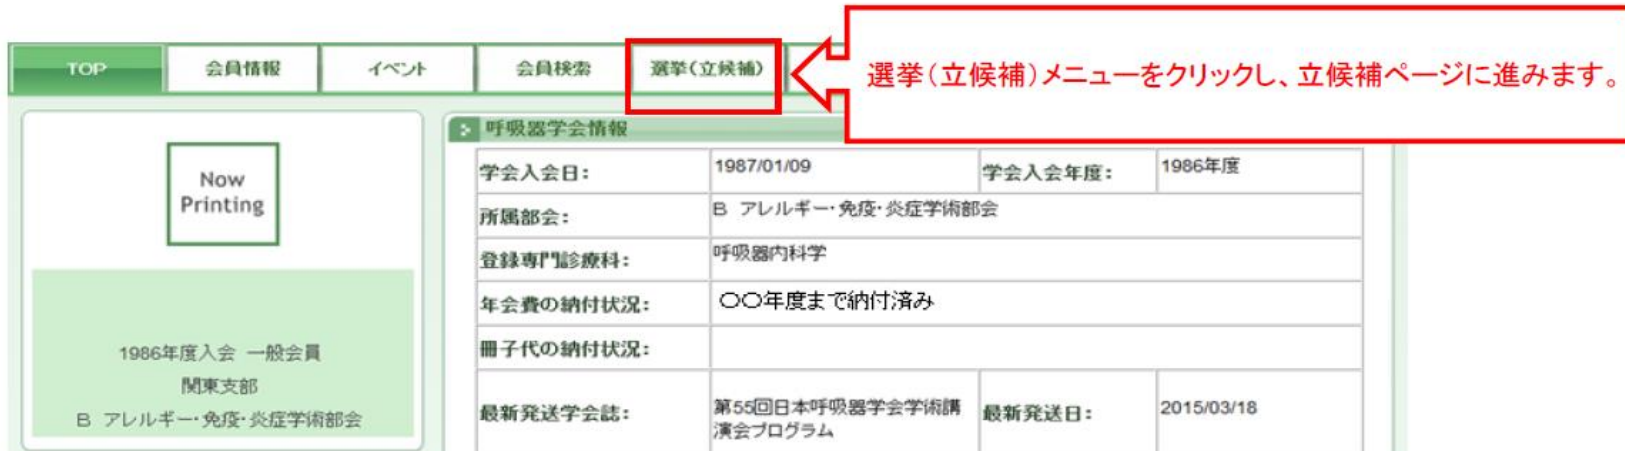 TOP
会員情報
イベント
会員検索
選挙(立候補)
選挙(立候補)メニューをクリックし、立候補ページに進みます。
Now
Printing
1986年度入会 一般会員
関東支部
B アレルギー・免疫・炎症学術部会
呼吸器学会情報
学会入会日: 1987/01/09 学会入会年度: 1986年度
所属部会: B アレルギー・免疫・炎症学術部会
登録専門診療科: 呼吸器内科学
年会費の納付状況: 〇〇年度まで納付済み
冊子代の納付状況:
最新発送学会誌: 第55回日本呼吸器学会学術講
演会プログラム
最新発送日: 2015/03/18